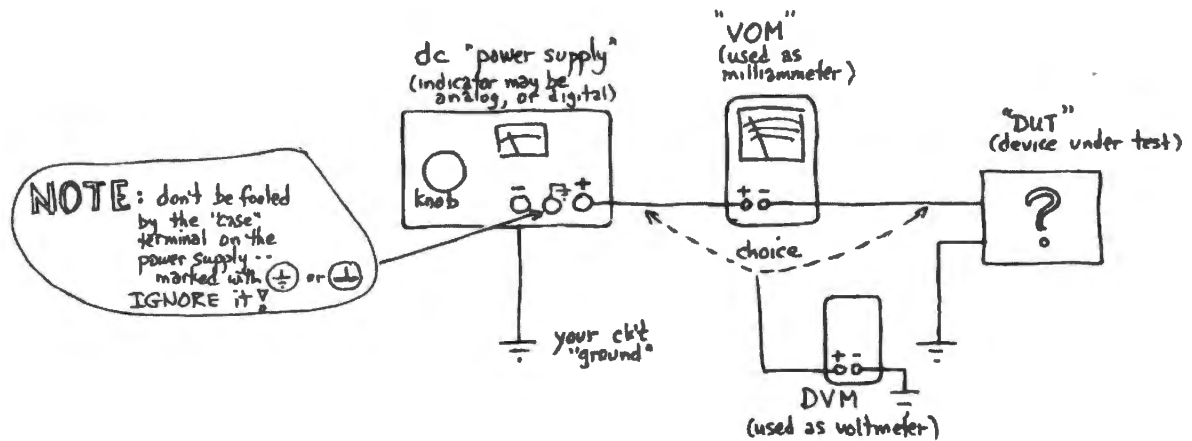 dc "power supply"
(indicator may be
analog, or digital)
knob
-
+
"VOM"
(used as
milliammeter)
+ -
"DUT"
(device under test)
?
NOTE: don't be fooled
by the "case"
terminal on the
power supply --
marked with ⏚ or ⊥
IGNORE it!
choice
your ck't
"ground"
+ -
DVM
(used as voltmeter)